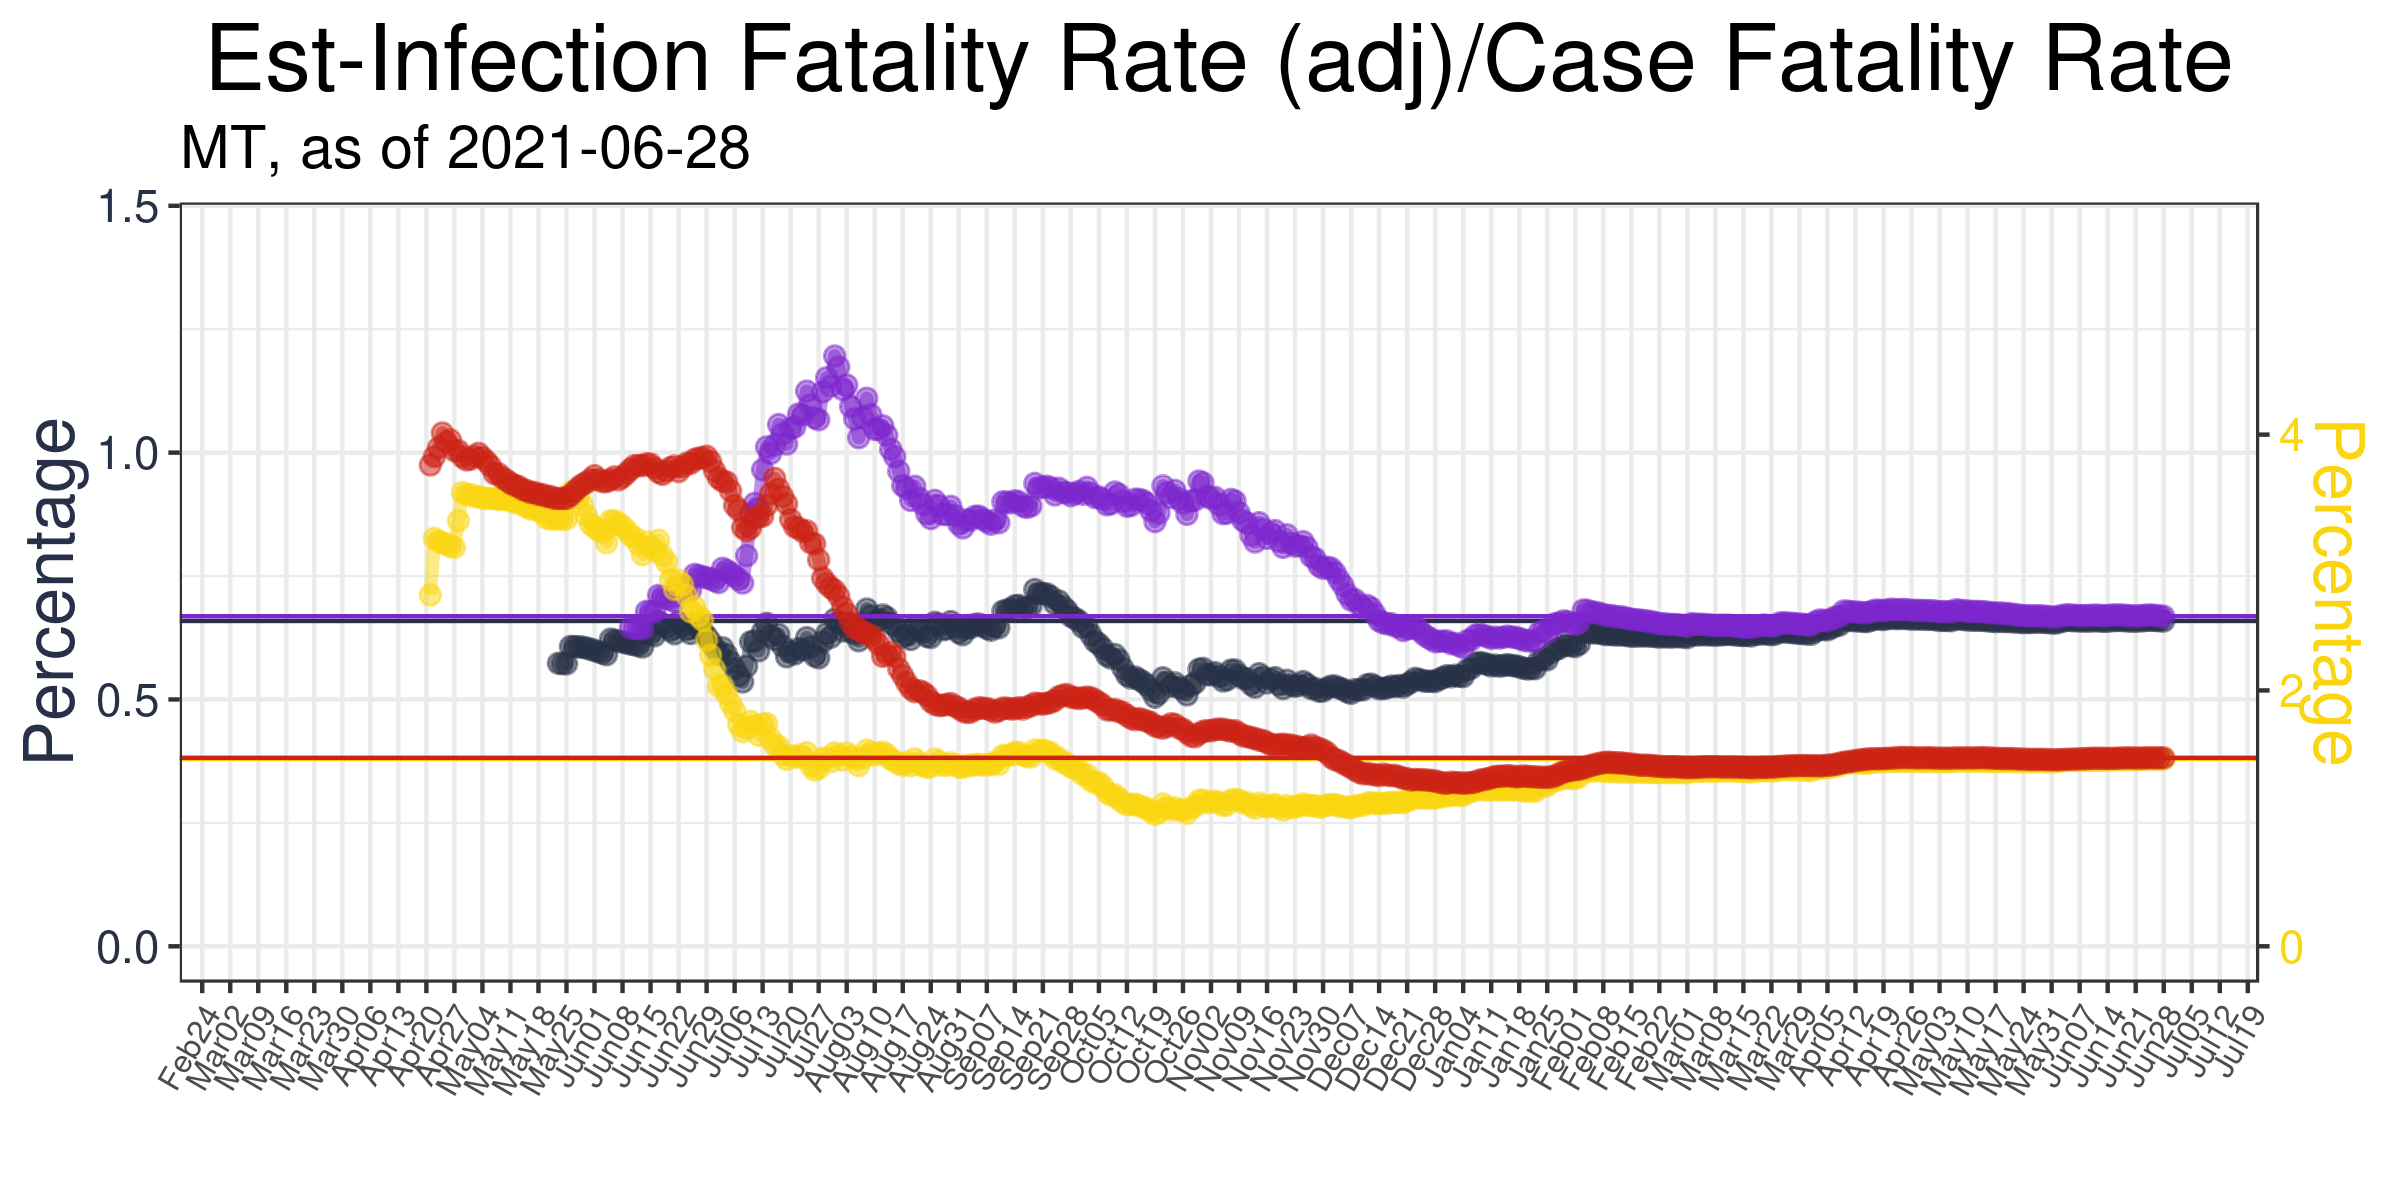 Est-Infection Fatality Rate (adj)/Case Fatality Rate
MT, as of 2021-06-28
Percentage
1.5
1.0
0.5
0.0
4
2
0
Percentage
Feb24
Mar02
Mar09
Mar16
Mar23
Mar30
Apr06
Apr13
Apr20
Apr27
May04
May11
May18
May25
Jun01
Jun08
Jun15
Jun22
Jun29
Jul06
Jul13
Jul20
Jul27
Aug03
Aug10
Aug17
Aug24
Aug31
Sep07
Sep14
Sep21
Sep28
Oct05
Oct12
Oct19
Oct26
Nov02
Nov09
Nov16
Nov23
Nov30
Dec07
Dec14
Dec21
Dec28
Jan04
Jan11
Jan18
Jan25
Feb01
Feb08
Feb15
Feb22
Mar01
Mar08
Mar15
Mar22
Mar29
Apr05
Apr12
Apr19
Apr26
May03
May10
May17
May24
May31
May07
Jun14
Jun21
Jun28
Jul05
Jul12
Jul19